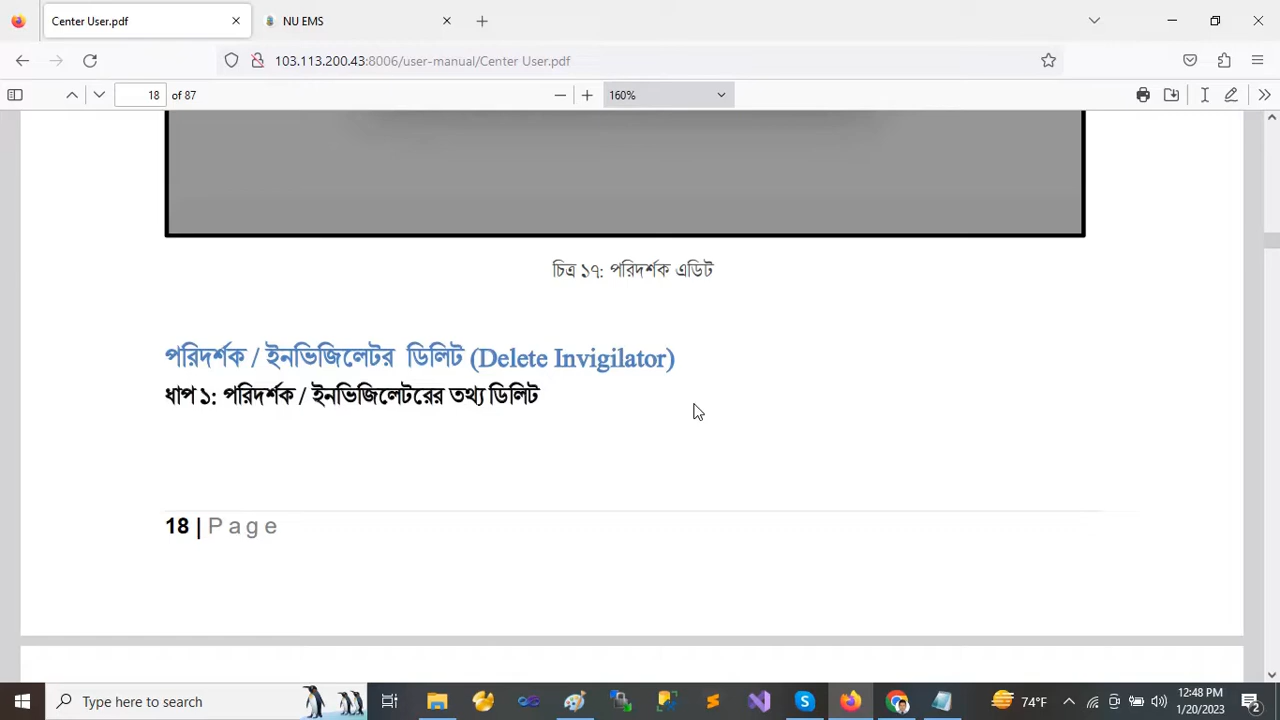 Center User.pdf
NU EMS
103.113.200.43:8006/user-manual/Center User.pdf
18 of 87
160%
চিত্র ১৭: পরিদর্শক এডিট
পরিদর্শক / ইনভিজিলেটর ডিলিট (Delete Invigilator)
ধাপ ১: পরিদর্শক / ইনভিজিলেটরের তথ্য ডিলিট
18 | Page
Type here to search
74°F
12:48 PM
1/20/2023
2